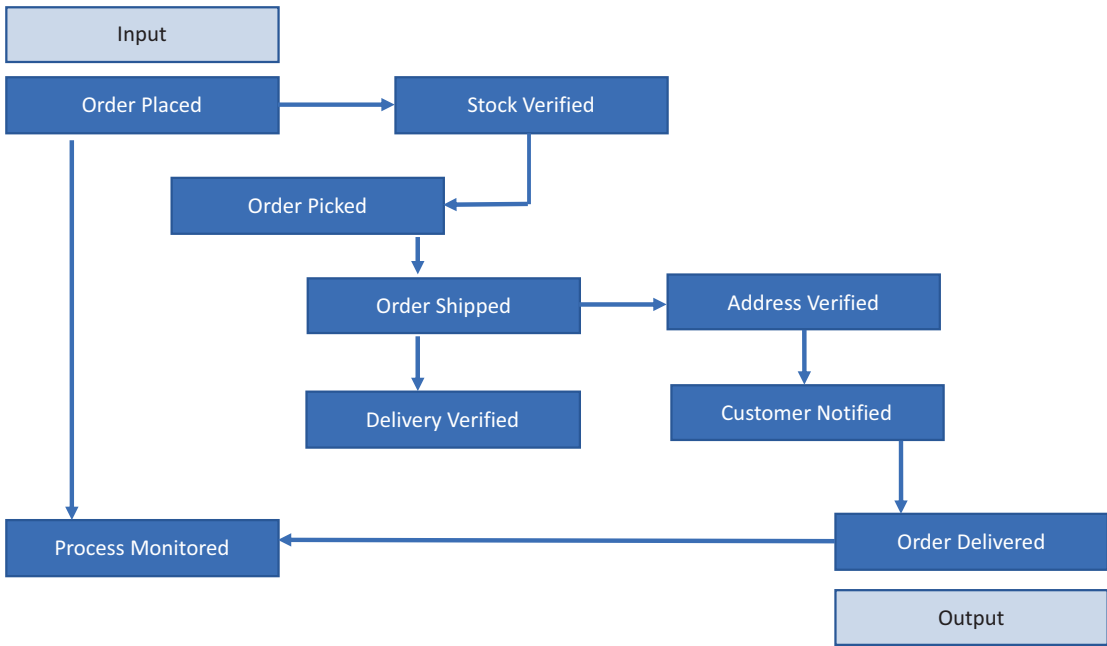 Input
Order Placed
Stock Verified
Order Picked
Order Shipped
Address Verified
Delivery Verified
Customer Notified
Process Monitored
Order Delivered
Output